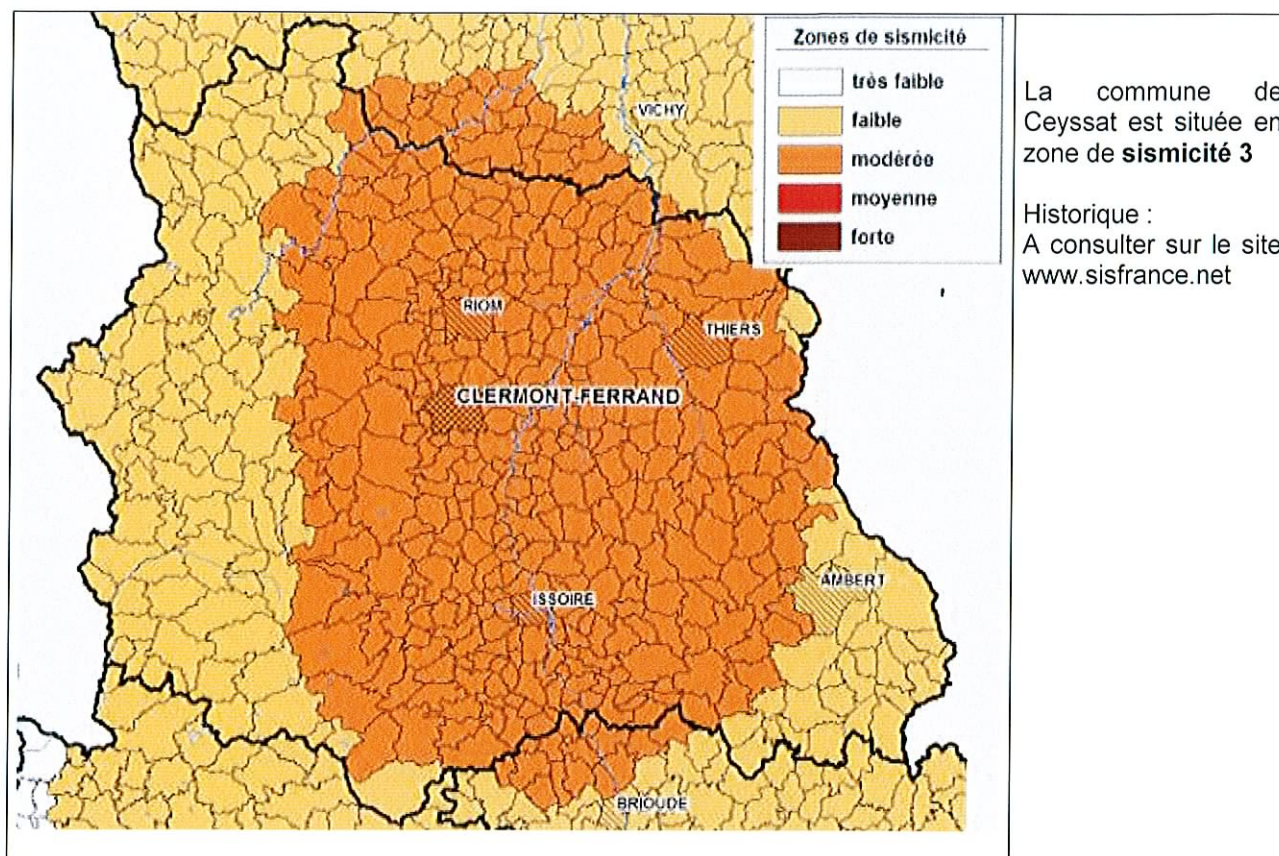 Zones de sismicité
très faible
faible
modérée
moyenne
forte
VICHY
RIOM
THIERS
CLERMONT-FERRAND
AMBERT
ISSOIRE
BRIOUDE
La commune de
Ceyssat est située en
zone de sismicité 3
Historique :
A consulter sur le site
www.sisfrance.net